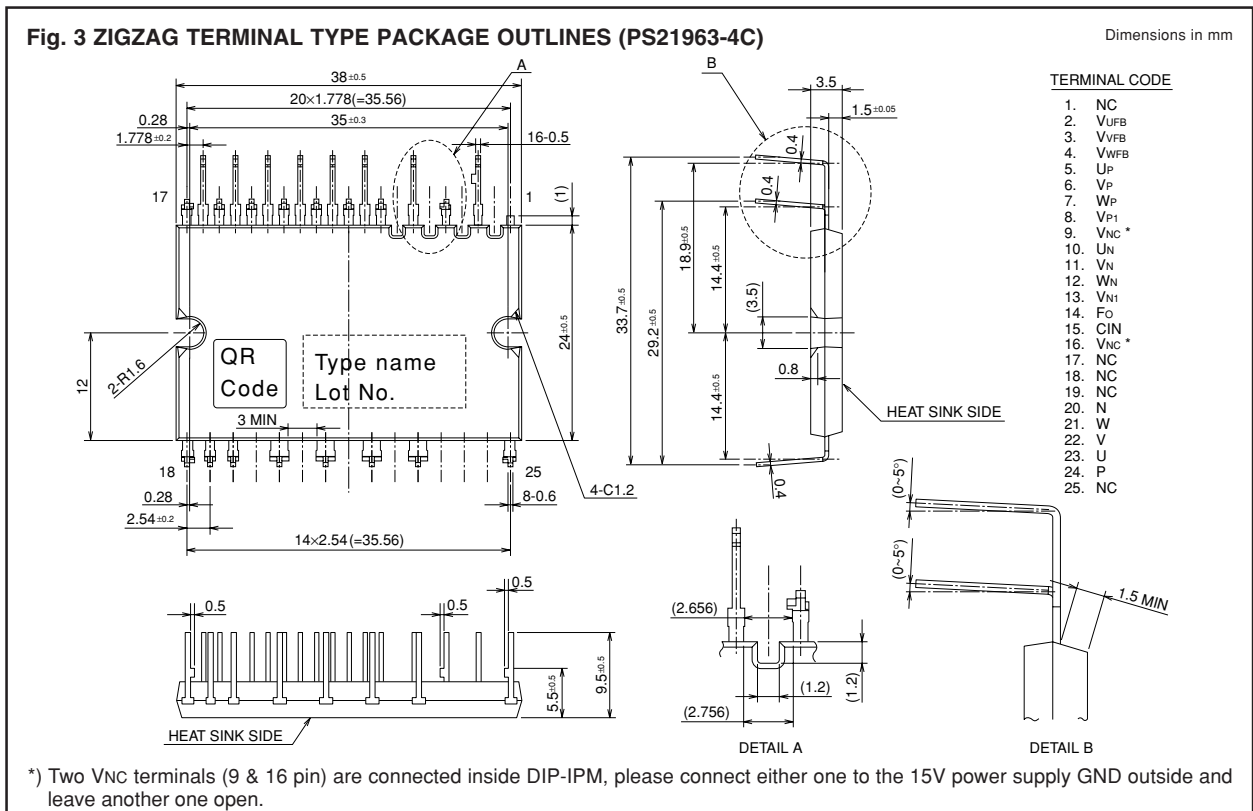 Fig. 3 ZIGZAG TERMINAL TYPE PACKAGE OUTLINES (PS21963-4C)
Dimensions in mm
A
38±0.5
20×1.778(=35.56)
0.28
35±0.3
1.778±0.2
16-0.5
17
1
(1)
QR
Code
Type name
Lot No.
2-R1.6
12
24±0.5
3 MIN
18
25
0.28
2.54±0.2
4-C1.2
8-0.6
14×2.54(=35.56)
B
3.5
1.5±0.05
0.4
0.4
33.7±0.5
29.2±0.5
18.9±0.5
14.4±0.5
(3.5)
14.4±0.5
0.8
HEAT SINK SIDE
0.4
TERMINAL CODE
1. NC
2. VUFB
3. VVFB
4. VWFB
5. UP
6. VP
7. WP
8. VP1
9. VNC *
10. UN
11. VN
12. WN
13. VN1
14. FO
15. CIN
16. VNC *
17. NC
18. NC
19. NC
20. N
21. W
22. V
23. U
24. P
25. NC
0.5
0.5
0.5
5.5±0.5
9.5±0.5
HEAT SINK SIDE
(2.656)
(1.2)
(1.2)
(2.756)
DETAIL A
(0~5°)
(0~5°)
1.5 MIN
DETAIL B
*) Two VNC terminals (9 & 16 pin) are connected inside DIP-IPM, please connect either one to the 15V power supply GND outside and
leave another one open.